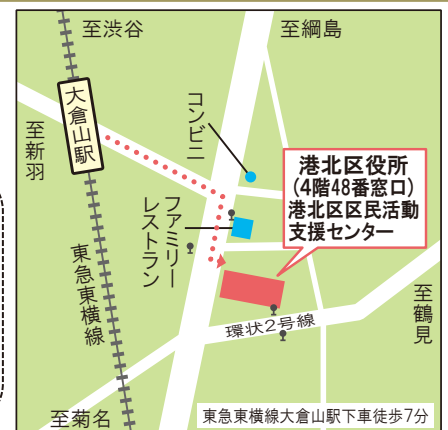 至渋谷
至綱島
大倉山駅
至新羽
コンビニ
港北区役所
(4階48番窓口)
港北区区民活動
支援センター
ファミリー
レストラン
東急東横線
至鶴見
環状2号線
至菊名
東急東横線大倉山駅下車徒歩7分